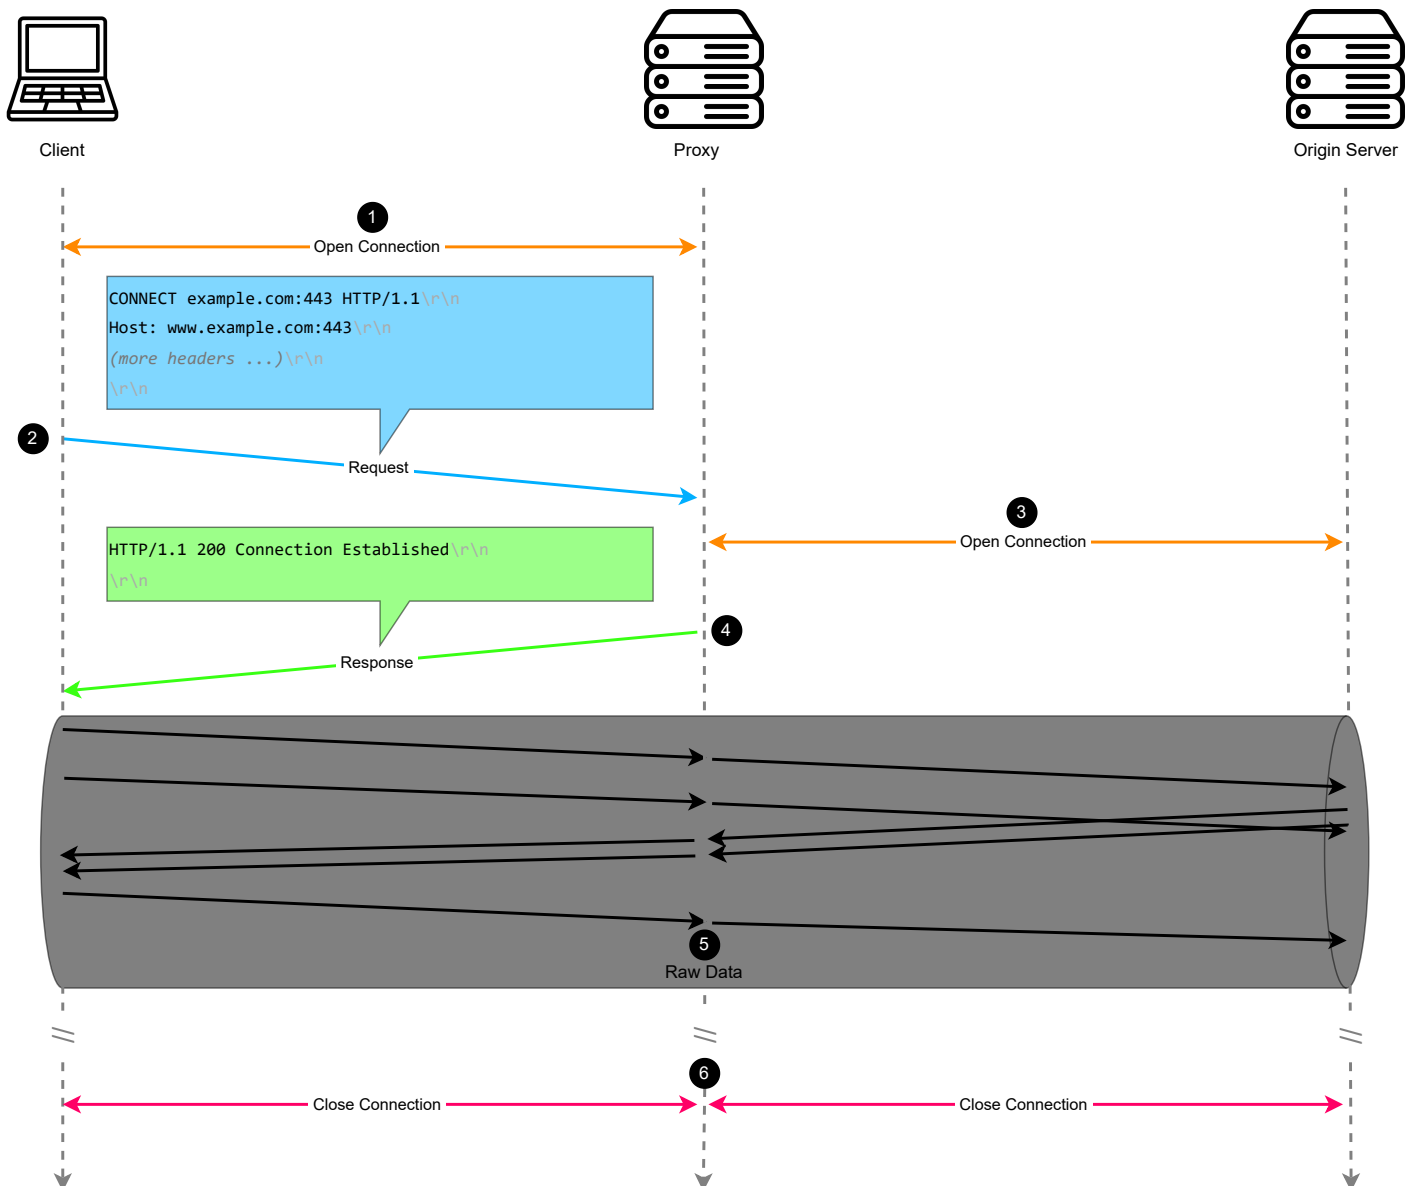 Client
Proxy
Origin Server
1
Open Connection
CONNECT example.com:443 HTTP/1.1\r\n
Host: www.example.com:443\r\n
(more headers ...)\r\n
\r\n
2
Request
3
Open Connection
HTTP/1.1 200 Connection Established\r\n
\r\n
4
Response
5
Raw Data
6
Close Connection
Close Connection